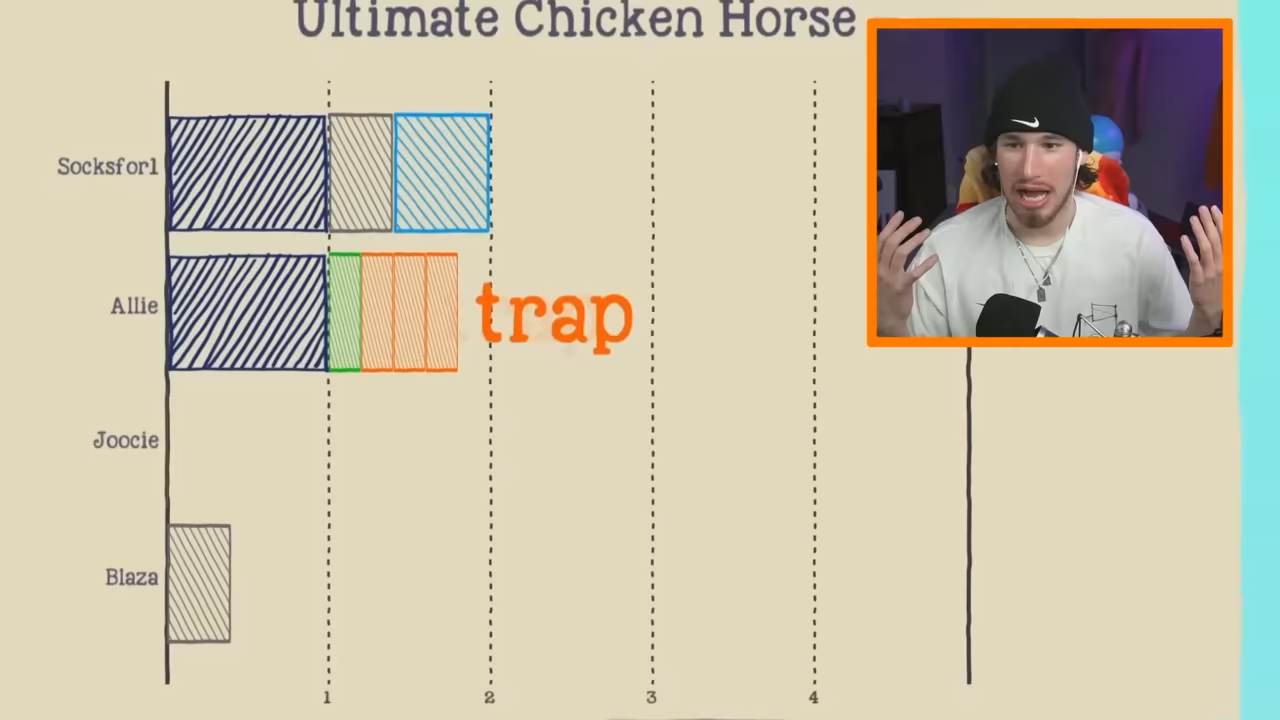 Ultimate Chicken Horse
Socksfor1
Allie
trap
Joocie
Blaza
1
2
3
4